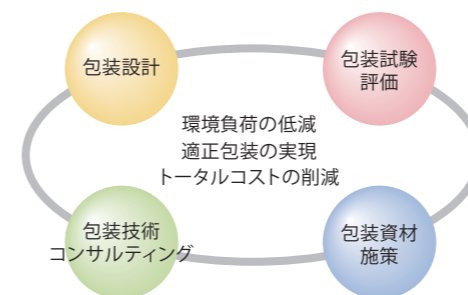 包装設計
包装試験
評価
環境負荷の低減
適正包装の実現
トータルコストの削減
包装技術
コンサルティング
包装資材
施策